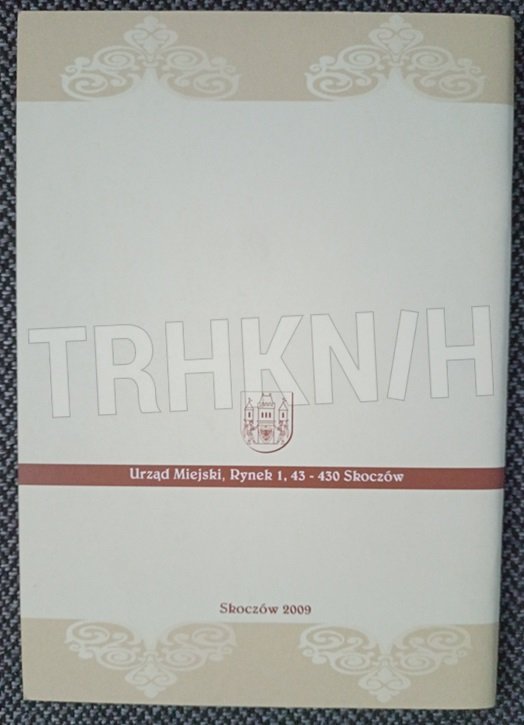 TRHKN/H
Urząd Miejski, Rynek 1, 43 - 430 Skoczów
Skoczów 2009